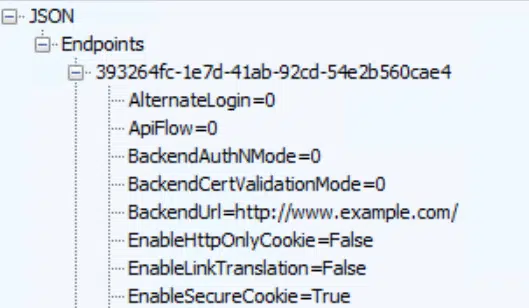 JSON
Endpoints
393264fc-1e7d-41ab-92cd-54e2b560cae4
AlternateLogin=0
ApiFlow=0
BackendAuthNMode=0
BackendCertValidationMode=0
BackendUrl=http://www.example.com/
EnableHttpOnlyCookie=False
EnableLinkTranslation=False
EnableSecureCookie=True